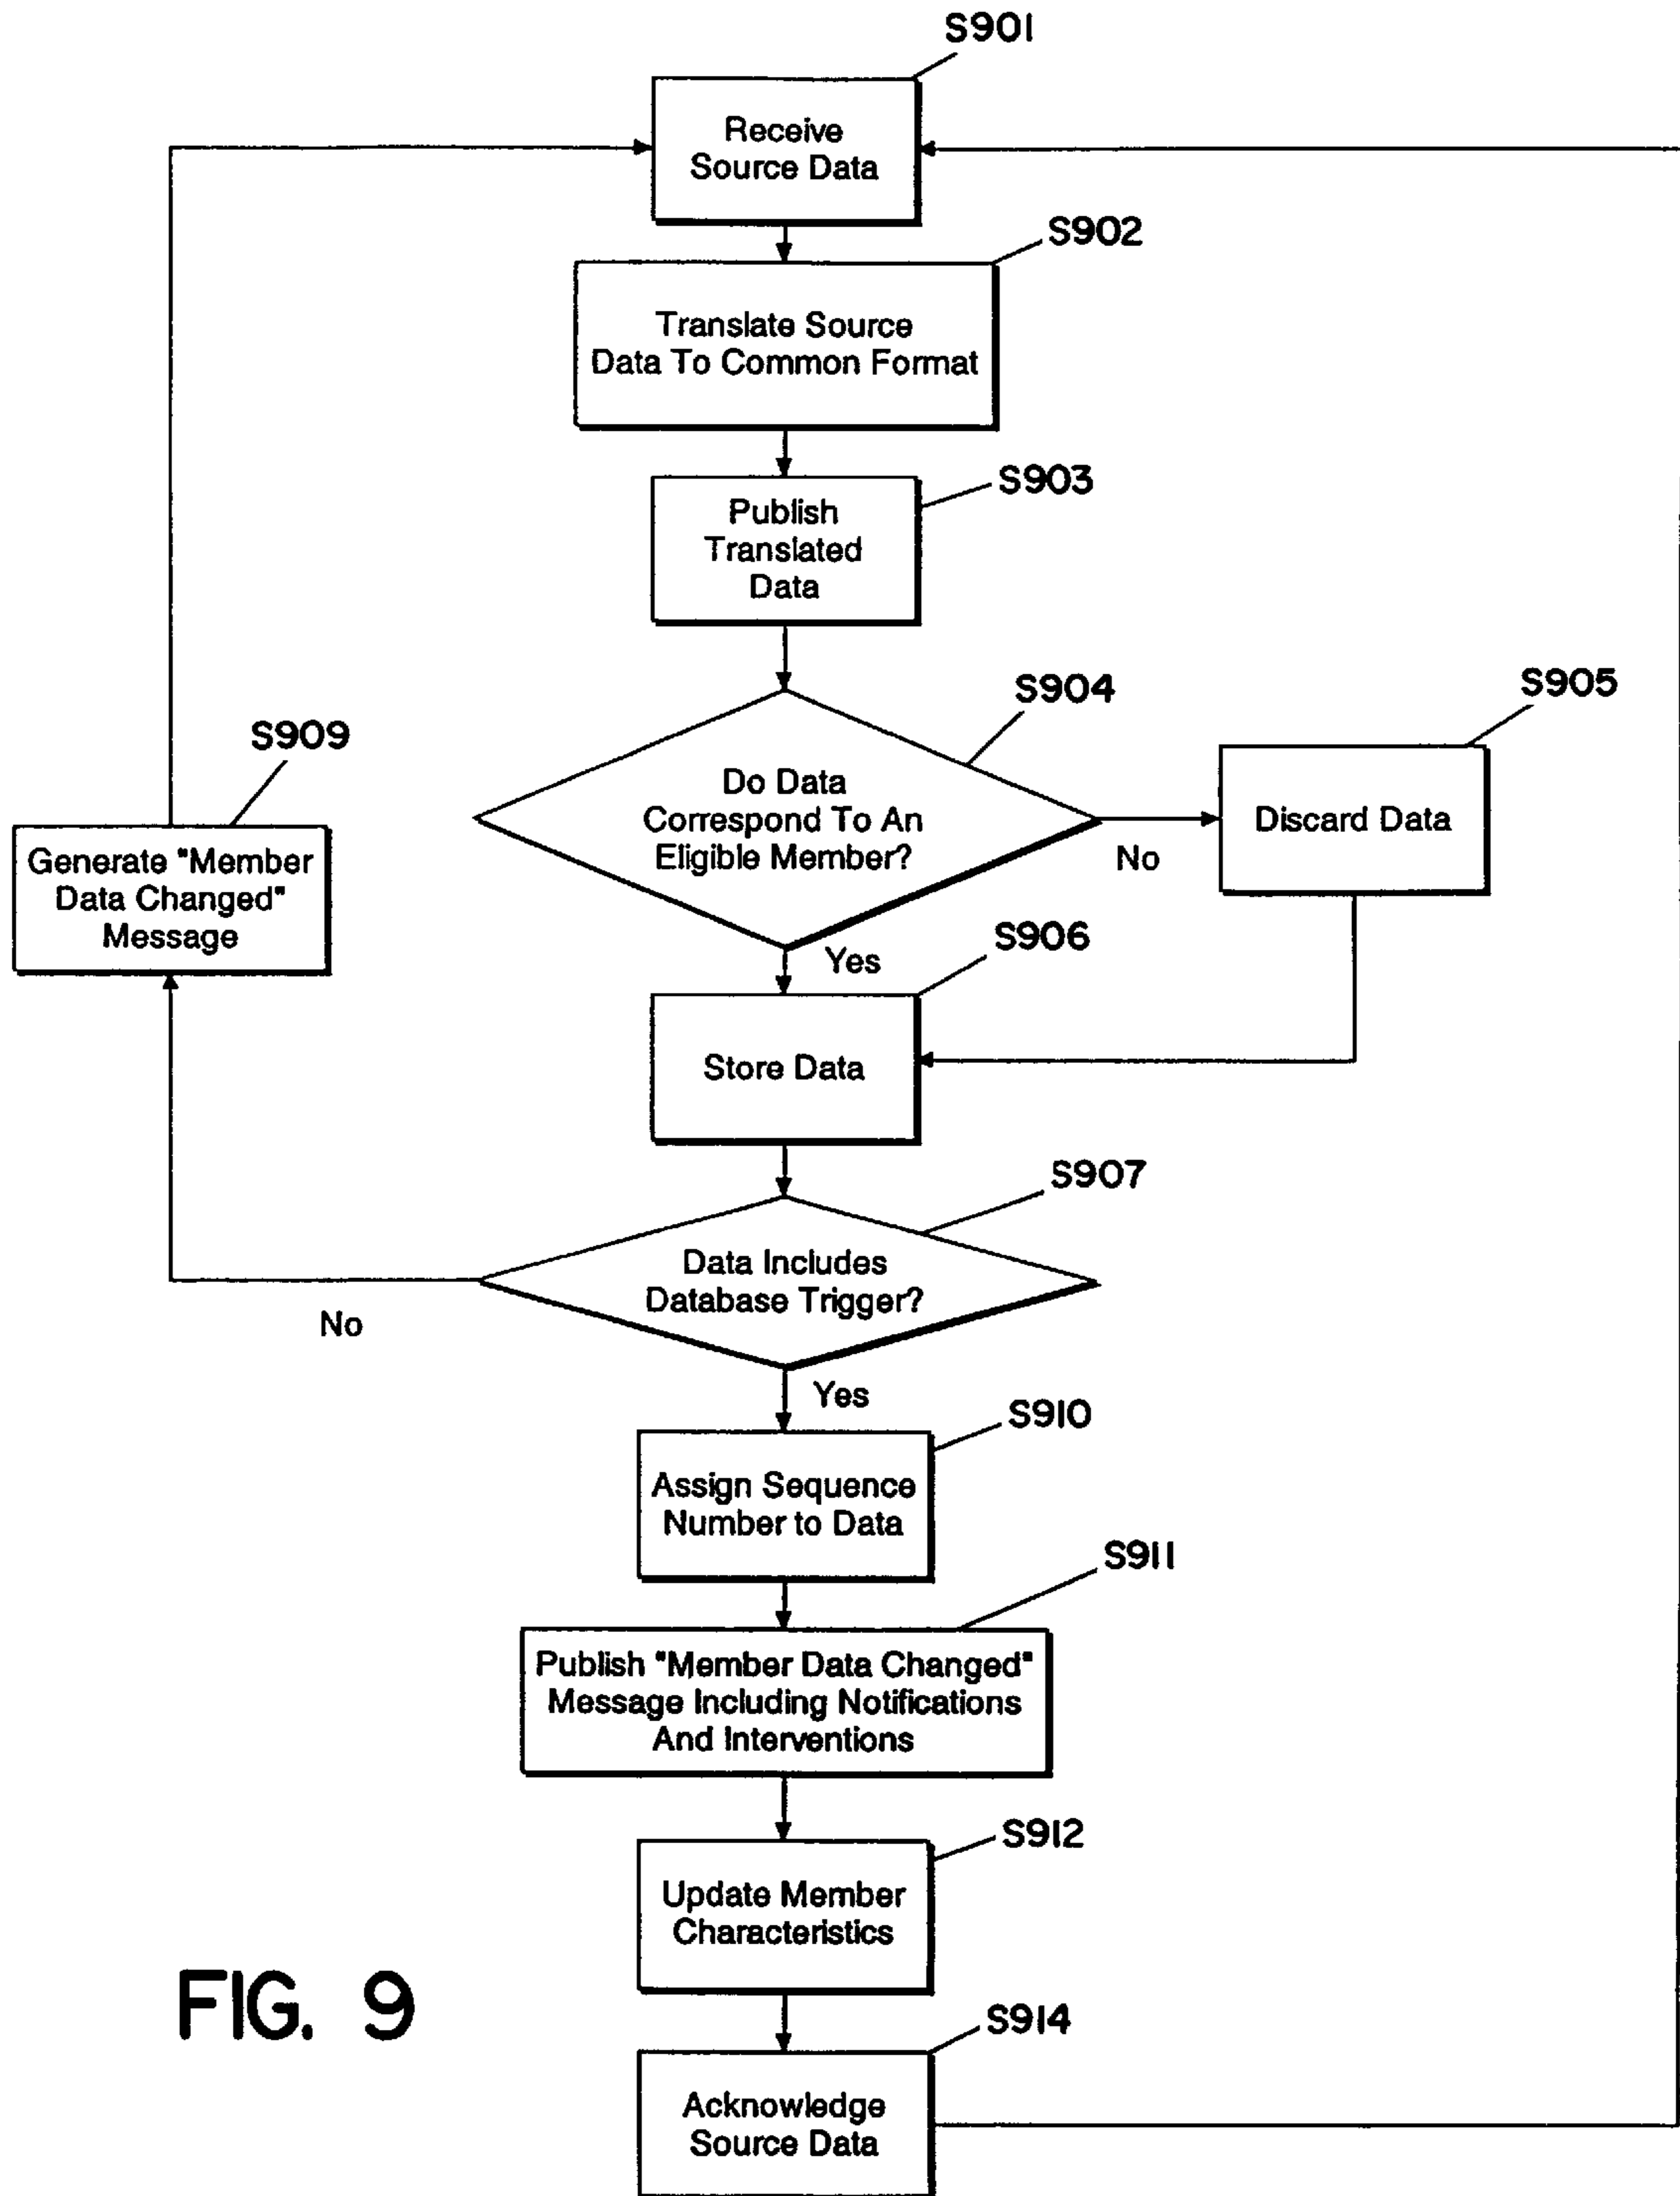 S901
Receive
Source Data
S902
Translate Source
Data To Common Format
S903
Publish
Translated
Data
S904
Do Data
Correspond To An
Eligible Member?
No
S905
Discard Data
Yes
S906
Store Data
S907
Data Includes
Database Trigger?
No
S909
Generate "Member
Data Changed"
Message
Yes
S910
Assign Sequence
Number to Data
S911
Publish "Member Data Changed"
Message Including Notifications
And Interventions
S912
Update Member
Characteristics
S914
Acknowledge
Source Data
FIG. 9